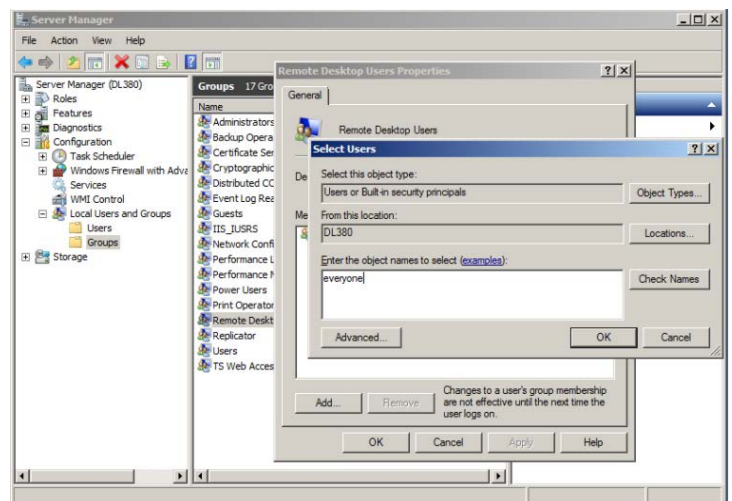 Server Manager
File Action View Help
Server Manager (DL380)
Roles
Features
Diagnostics
Configuration
Task Scheduler
Windows Firewall with Adva
Services
WMI Control
Local Users and Groups
Users
Groups
Storage
Groups 17 Gro
Name
Administrators
Backup Opera
Certificate Ser
Cryptographic
Distributed CO
Event Log Rea
Guests
IIS_IUSRS
Network Confi
Performance L
Performance M
Power Users
Print Operator
Remote Deskt
Replicator
Users
TS Web Acces
Remote Desktop Users Properties
General
Remote Desktop Users
De
Me
Select Users
Select this object type:
Users or Built-in security principals
Object Types...
From this location:
DL380
Locations...
Enter the object names to select (examples):
everyone
Check Names
Advanced...
OK
Cancel
Add...
Remove
Changes to a user's group membership
are not effective until the next time the
user logs on.
OK
Cancel
Apply
Help